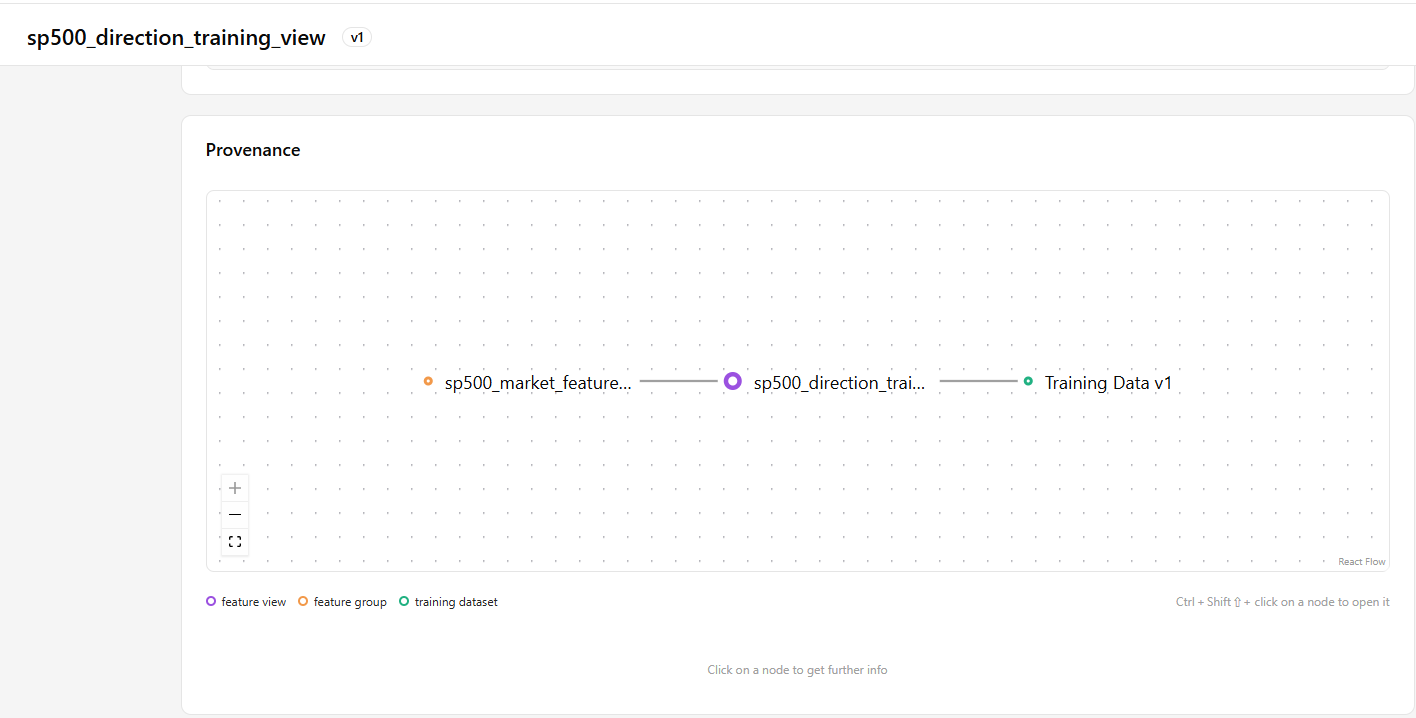 sp500_direction_training_view v1
Provenance
sp500_market_feature... sp500_direction_trai... Training Data v1
React Flow
feature view feature group training dataset Ctrl + Shift ⇧ + click on a node to open it
Click on a node to get further info